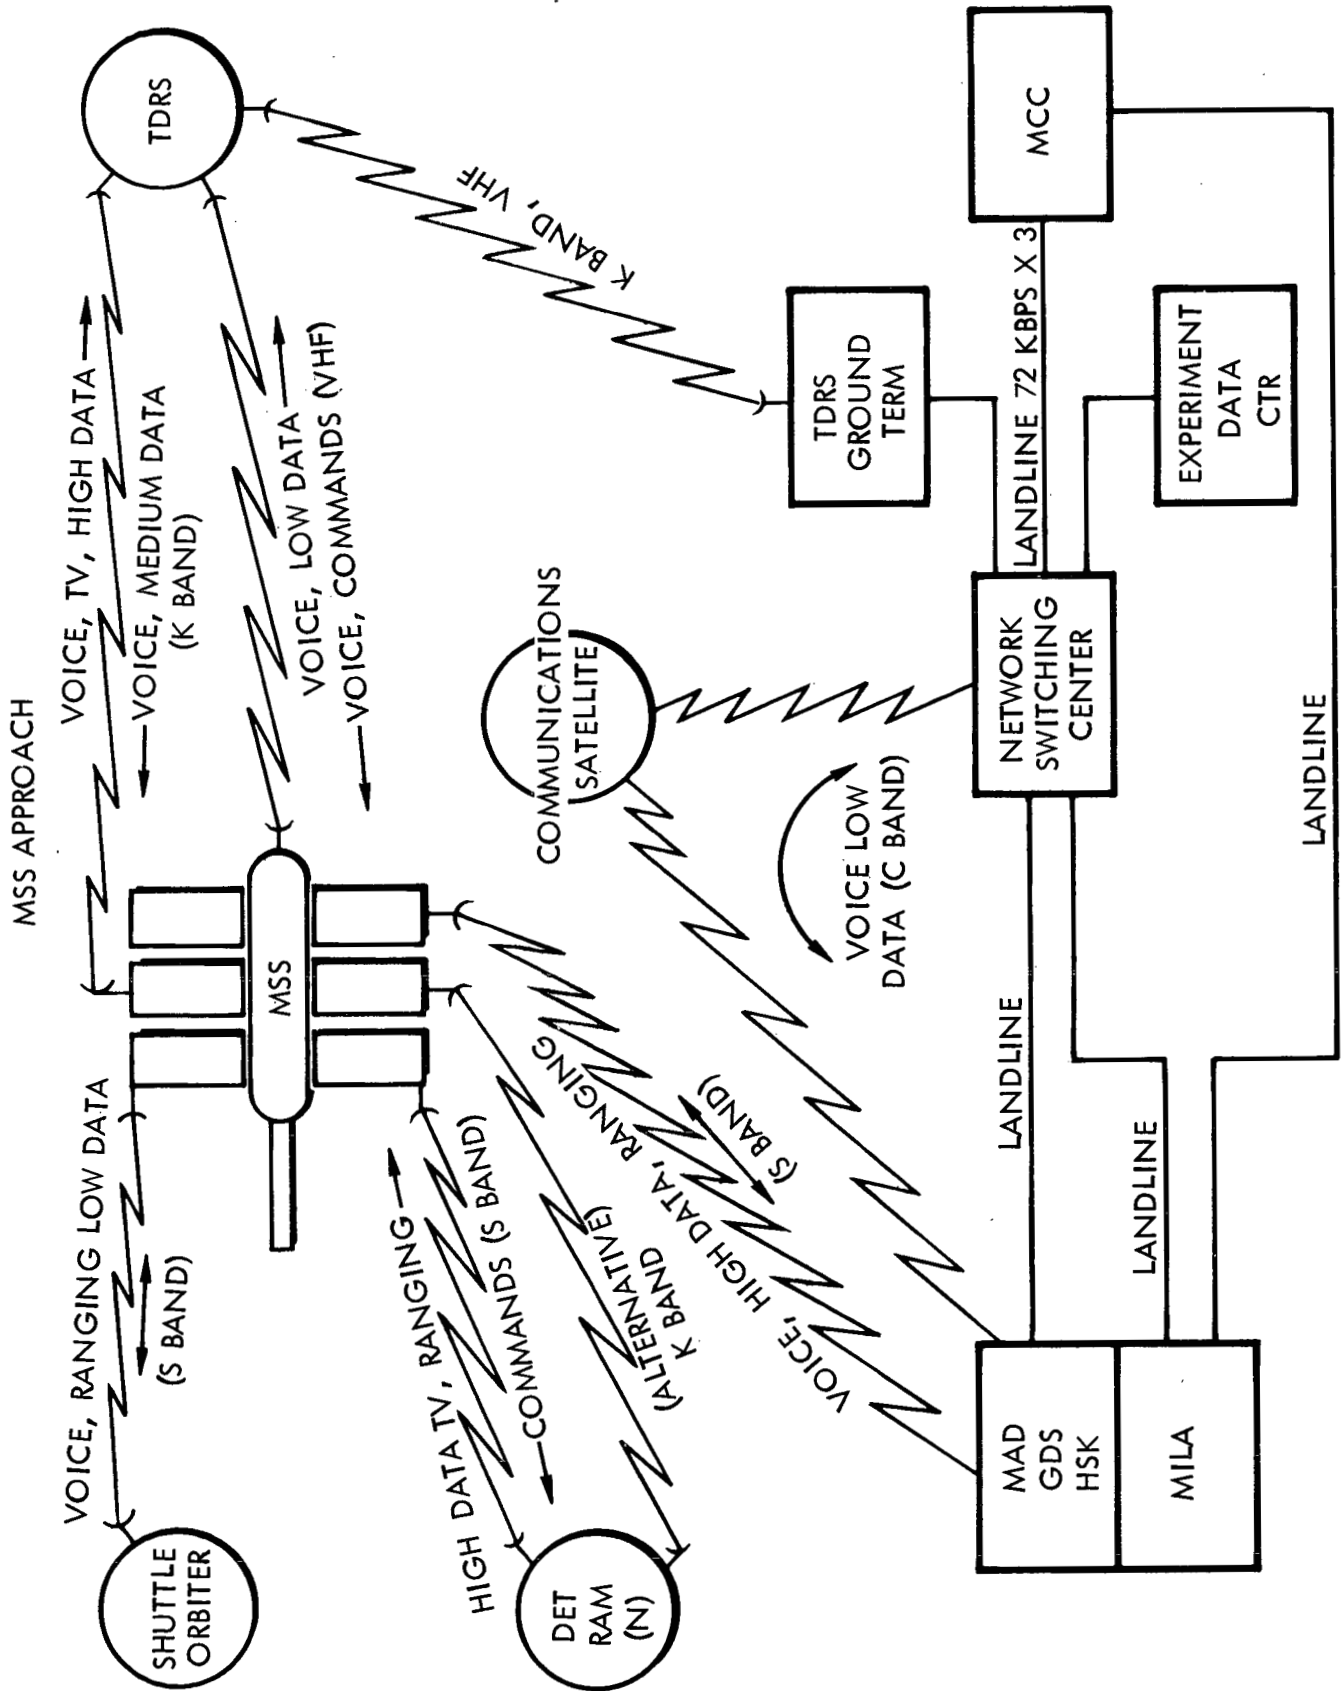 MSS APPROACH
VOICE, RANGING LOW DATA
(S BAND)
VOICE, TV, HIGH DATA
VOICE, MEDIUM DATA
(K BAND)
SHUTTLE
ORBITER
MSS
TDRS
VOICE, LOW DATA
VOICE, COMMANDS (VHF)
HIGH DATA TV, RANGING
COMMANDS (S BAND)
DET
RAM
(N)
(ALTERNATIVE)
K BAND
VOICE, HIGH DATA, RANGING
(S BAND)
COMMUNICATIONS
SATELLITE
K BAND, VHF
VOICE LOW
DATA (C BAND)
TDRS
GROUND
TERM
MAD
GDS
HSK
MILA
LANDLINE
LANDLINE
NETWORK
SWITCHING
CENTER
LANDLINE 72 KBPS X 3
MCC
EXPERIMENT
DATA
CTR
LANDLINE